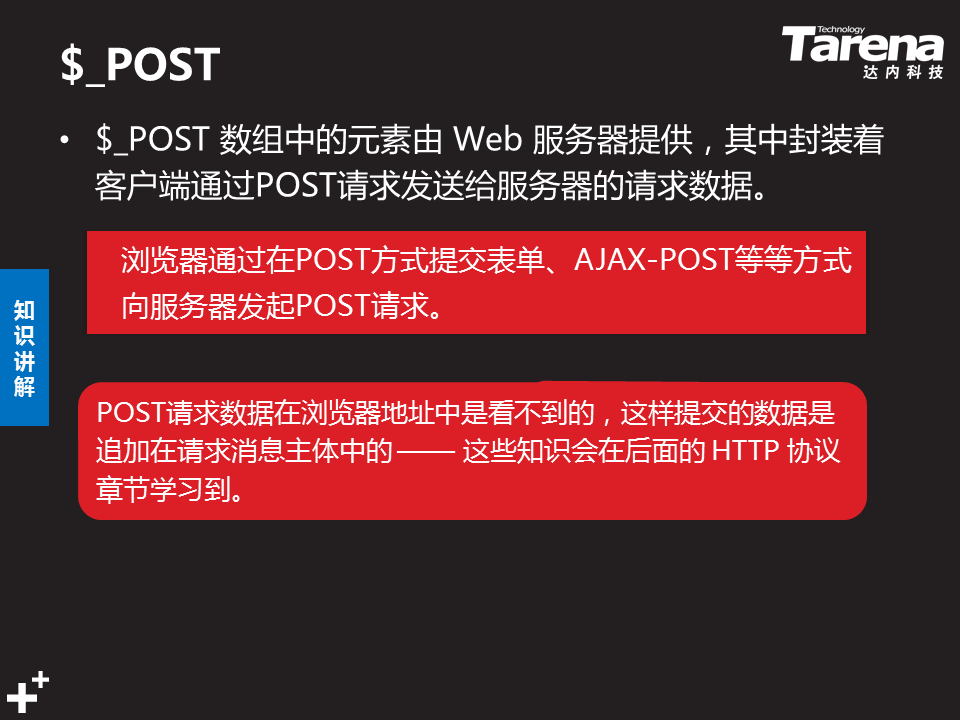 $_POST
Technology
Tarena
达内科技
• $_POST 数组中的元素由 Web 服务器提供，其中封装着
客户端通过POST请求发送给服务器的请求数据。
浏览器通过在POST方式提交表单、AJAX-POST等等方式
向服务器发起POST请求。
知
识
讲
解
POST请求数据在浏览器地址中是看不到的，这样提交的数据是
追加在请求消息主体中的—— 这些知识会在后面的 HTTP 协议
章节学习到。